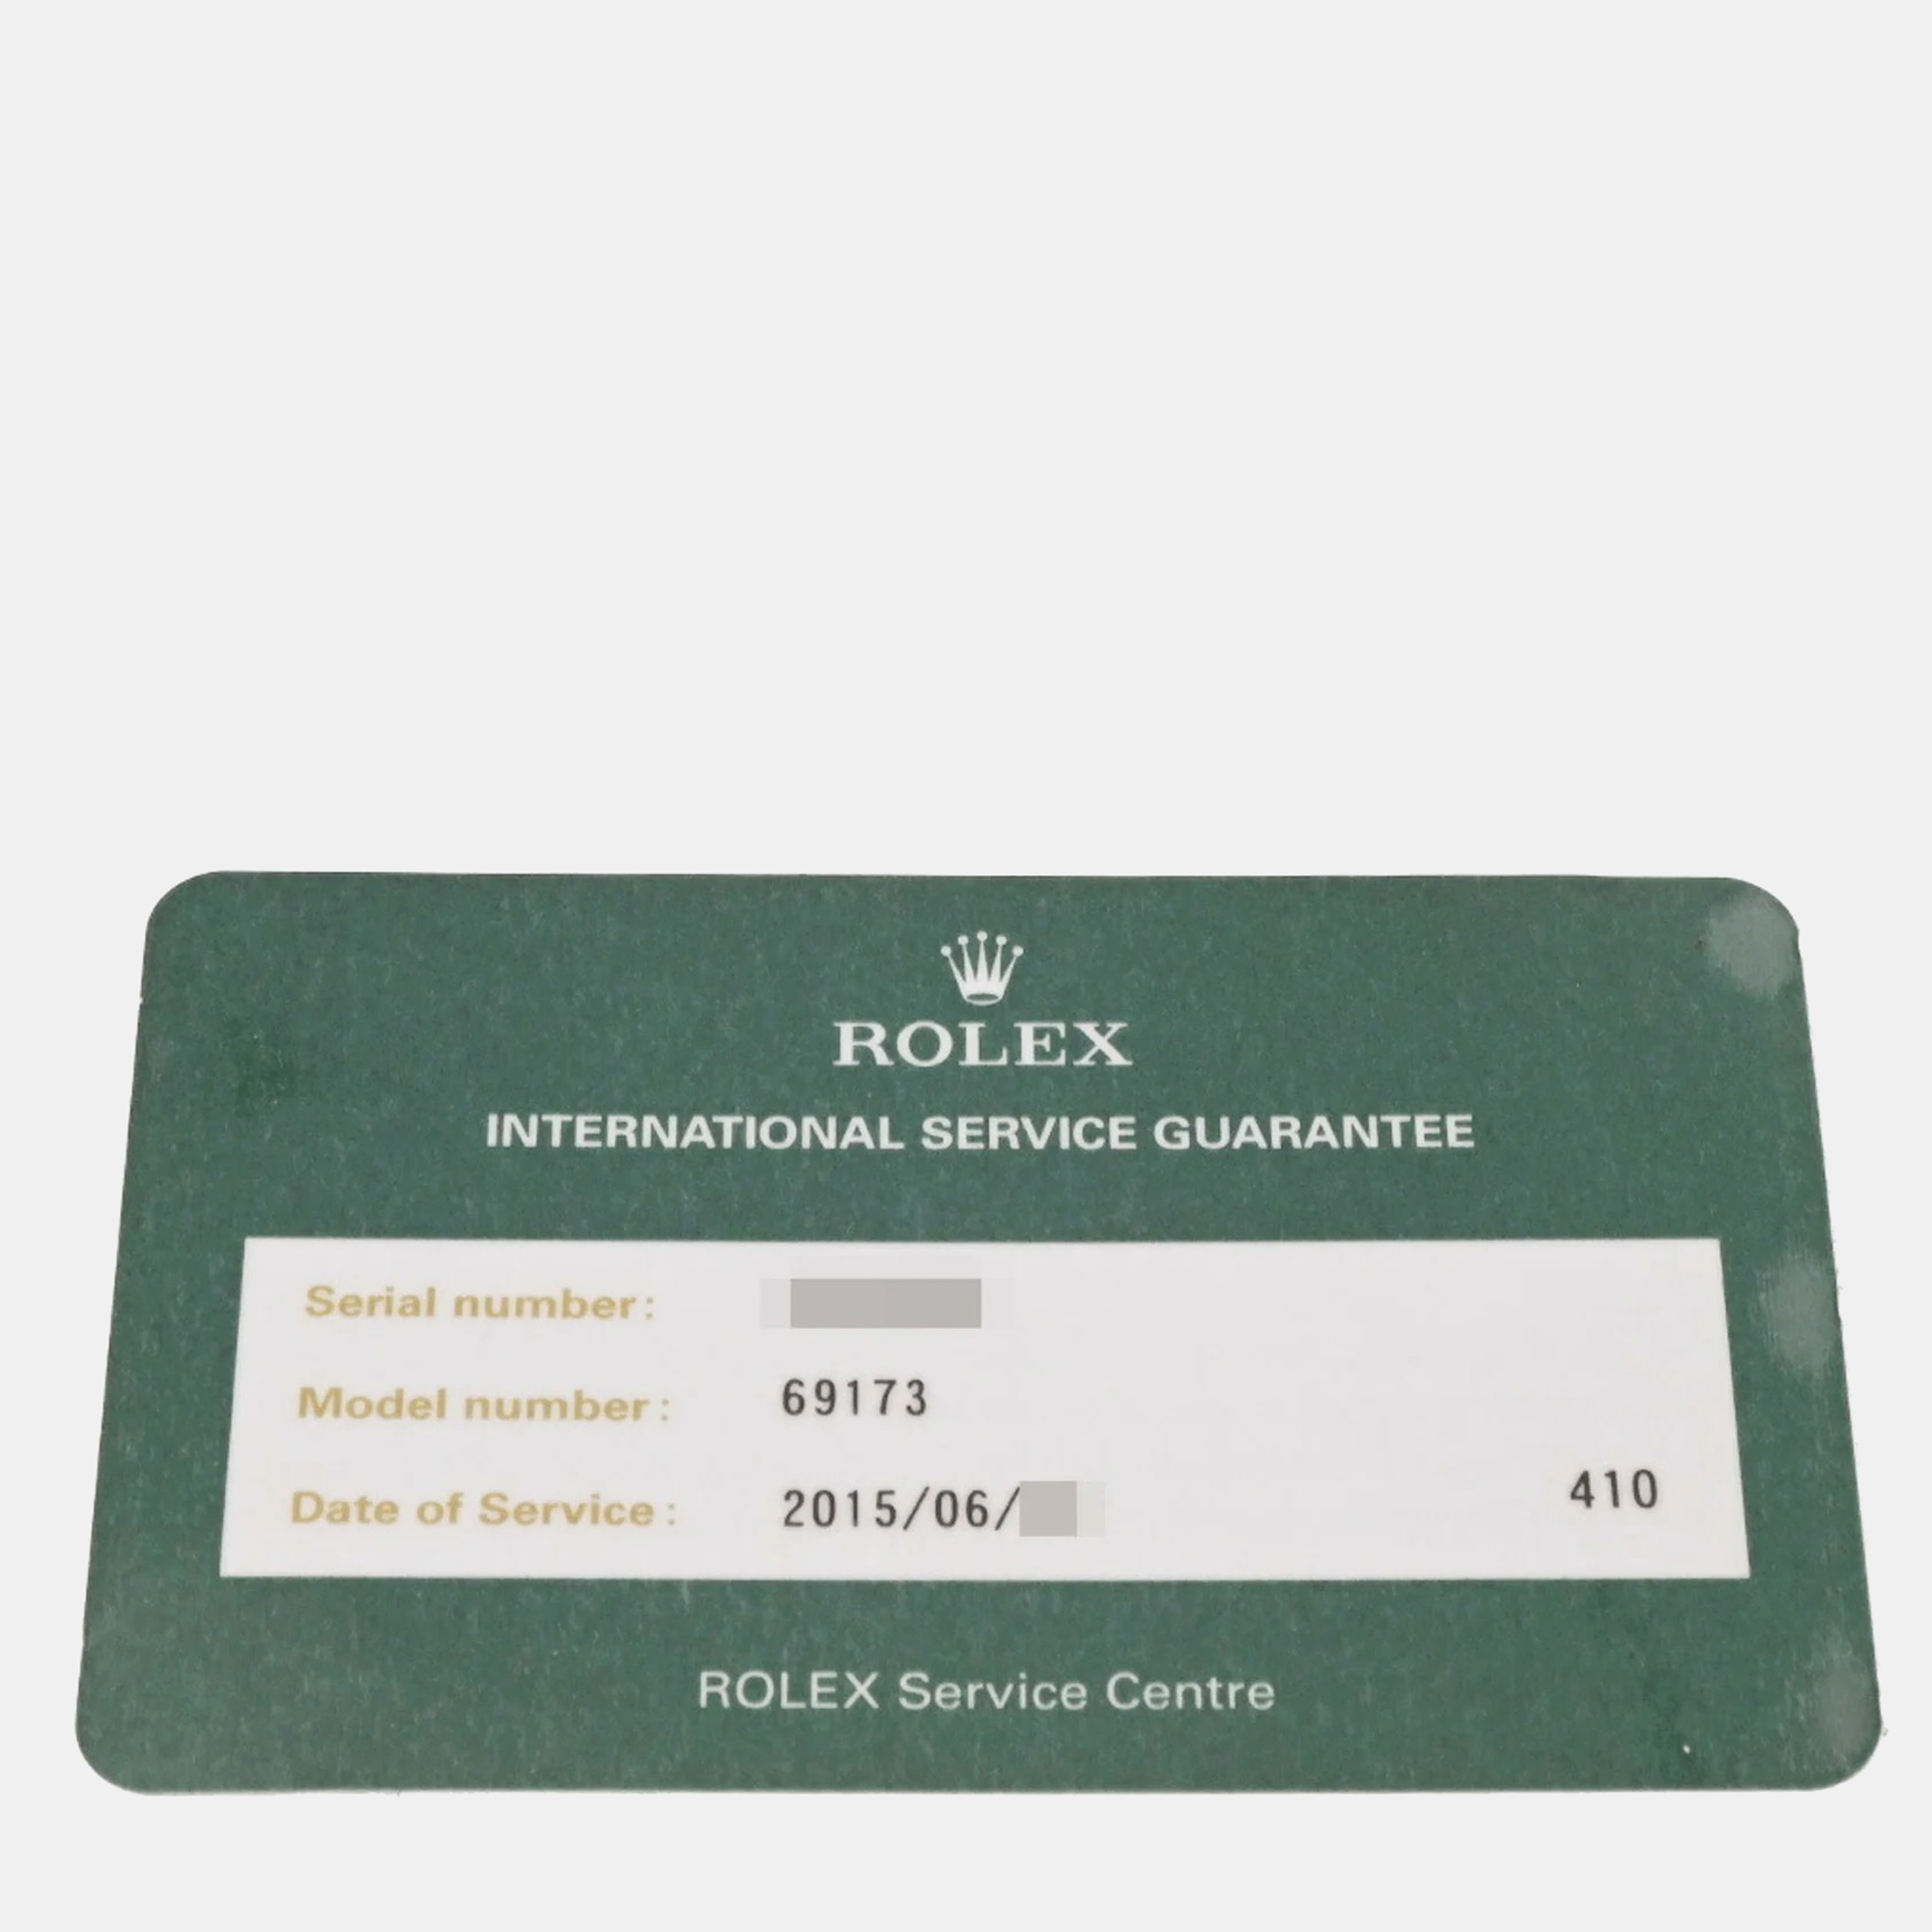 ROLEX
INTERNATIONAL SERVICE GUARANTEE
Serial number:
Model number: 69173
Date of Service: 2015/06/ 410
ROLEX Service Centre